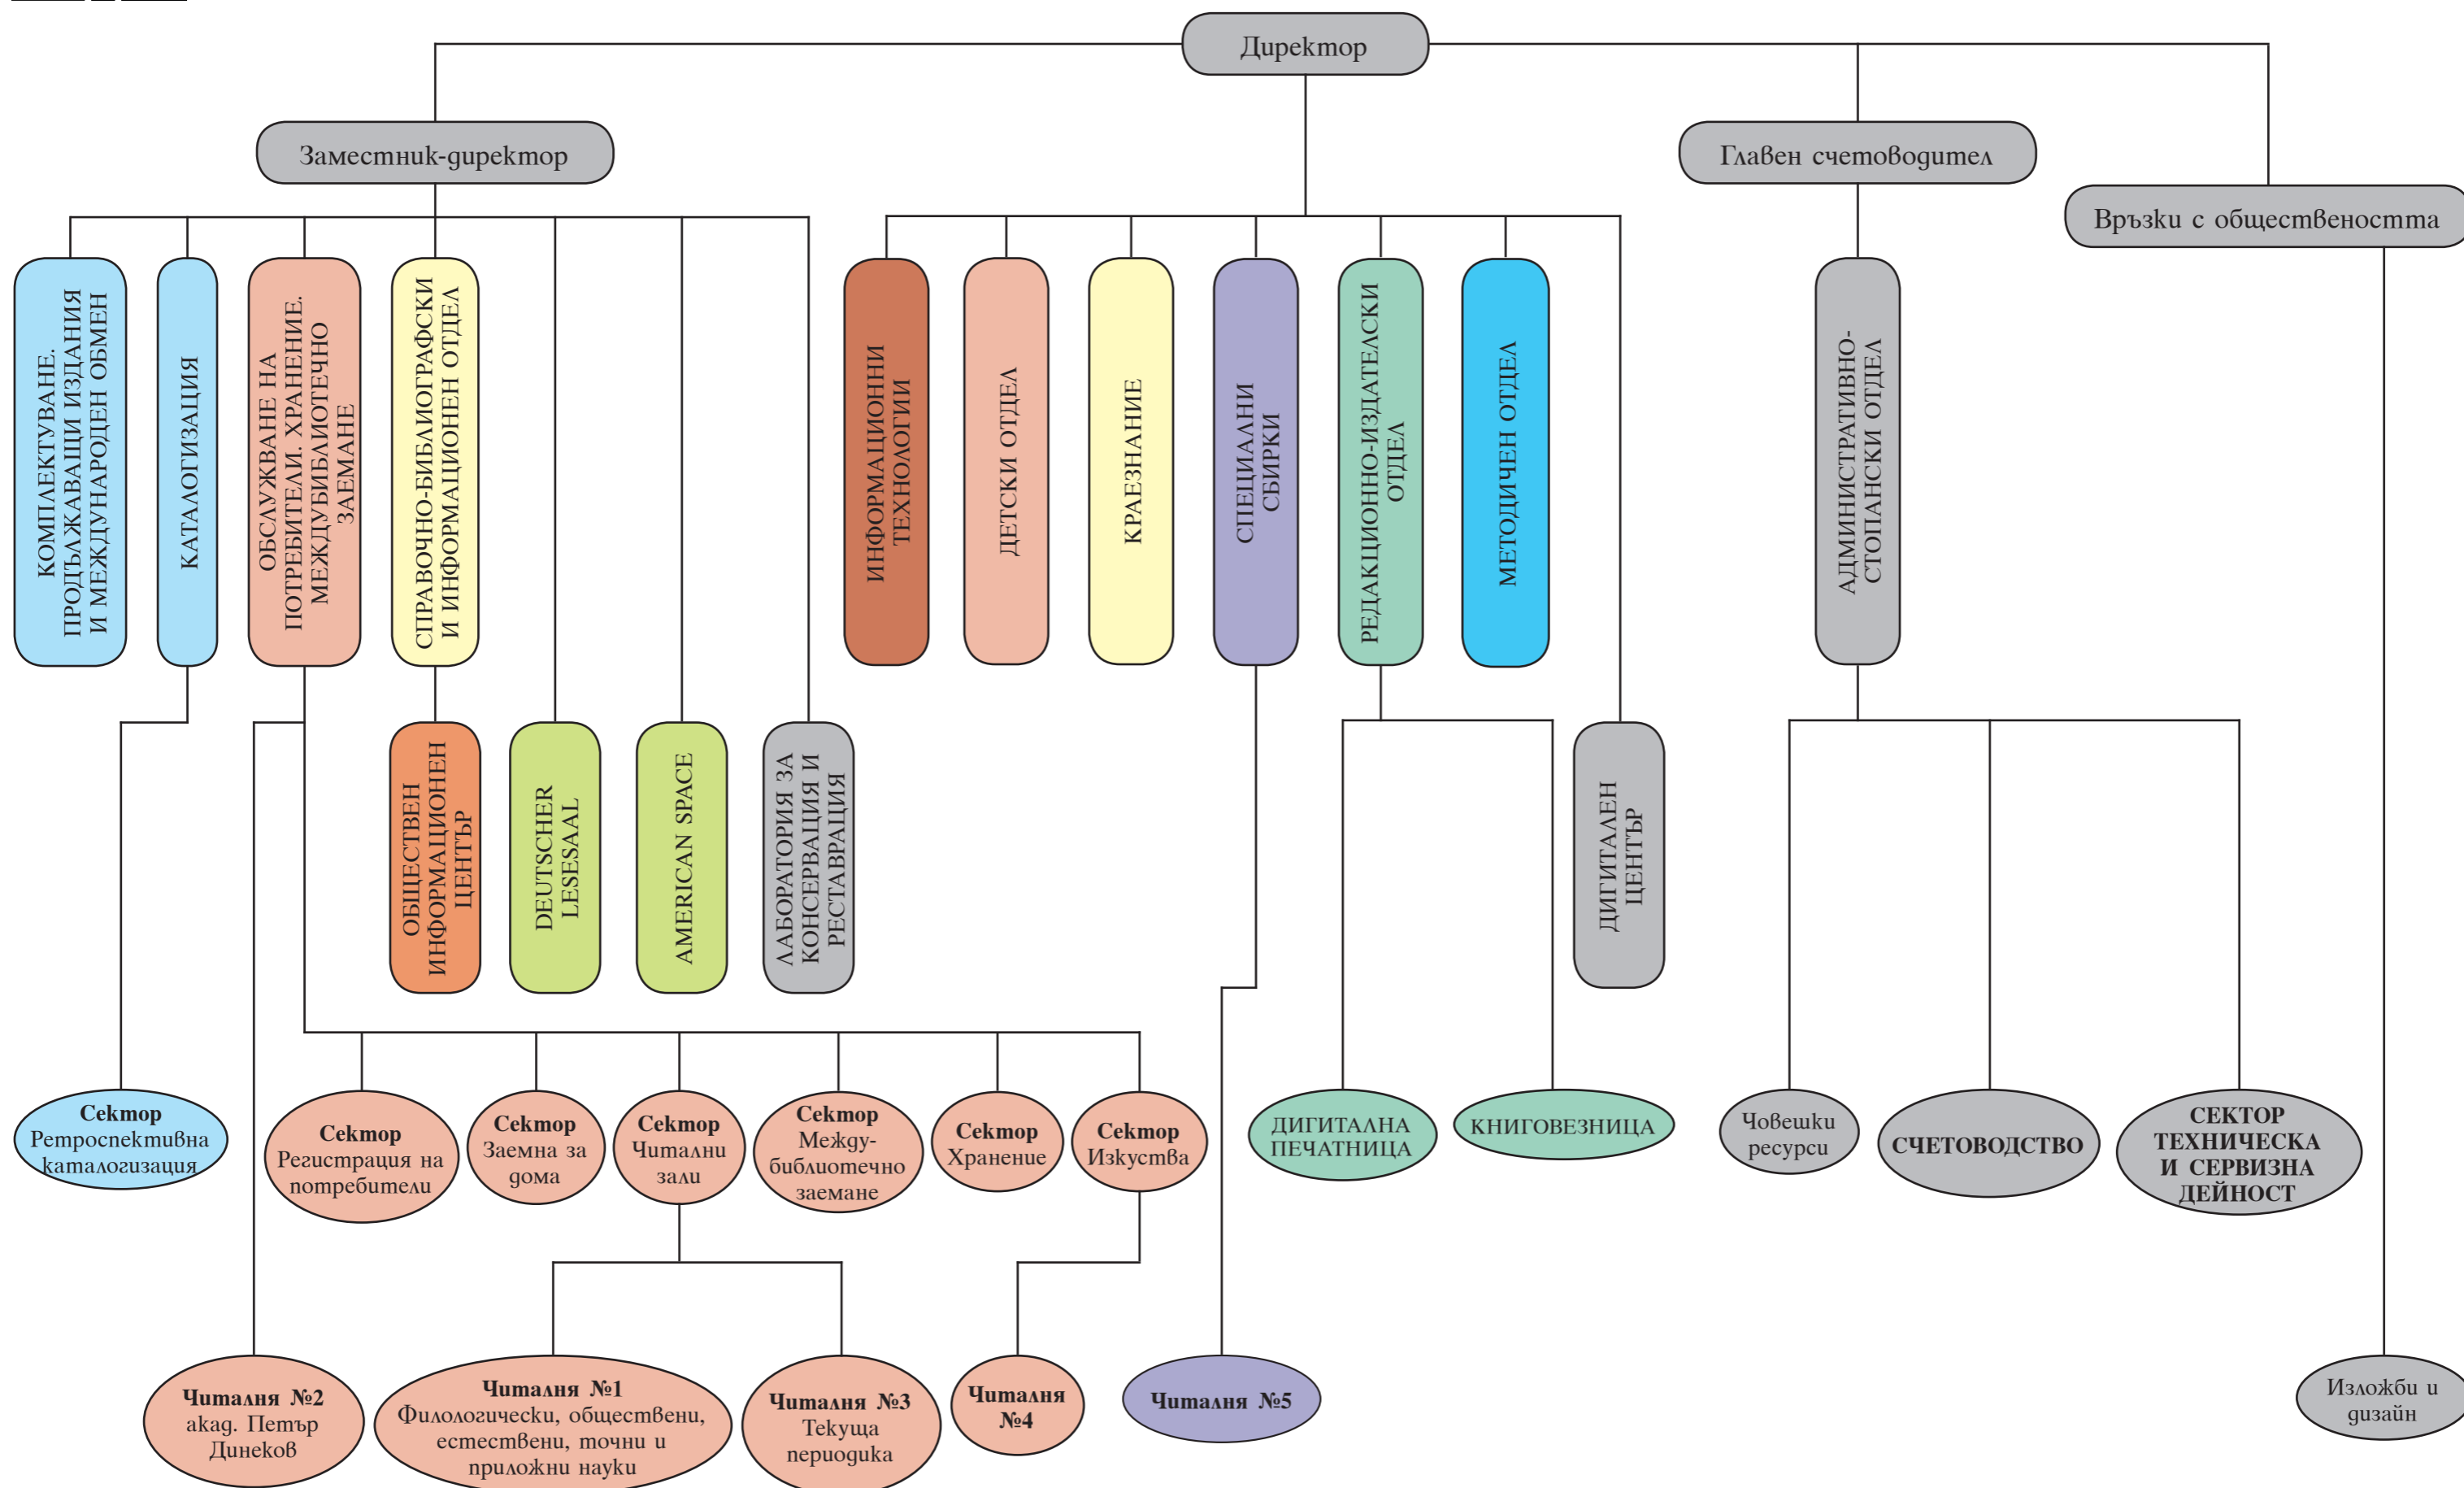 Директор
Заместник-директор
Главен счетоводител
Връзки с обществеността
КОМПЛЕКТУВАНЕ.
ПРОДЪЛЖАВАЩИ ИЗДАНИЯ
И МЕЖДУНАРОДЕН ОБМЕН
КАТАЛОГИЗАЦИЯ
ОБСЛУЖВАНЕ НА
ПОТРЕБИТЕЛИ. ХРАНЕНИЕ.
МЕЖДУБИБЛИОТЕЧНО
ЗАЕМАНЕ
СПРАВОЧНО-БИБЛИОГРАФСКИ
И ИНФОРМАЦИОНЕН ОТДЕЛ
ИНФОРМАЦИОННИ
ТЕХНОЛОГИИ
ДЕТСКИ ОТДЕЛ
КРАЕЗНАНИЕ
СПЕЦИАЛНИ
СБИРКИ
РЕДАКЦИОННО-ИЗДАТЕЛСКИ
ОТДЕЛ
МЕТОДИЧЕН ОТДЕЛ
АДМИНИСТРАТИВНО-
СТОПАНСКИ ОТДЕЛ
ОБЩЕСТВЕН
ИНФОРМАЦИОНЕН
ЦЕНТЪР
DEUTSCHER
LESESAAL
AMERICAN SPACE
ЛАБОРАТОРИЯ ЗА
КОНСЕРВАЦИЯ И
РЕСТАВРАЦИЯ
ДИГИТАЛЕН
ЦЕНТЪР
Сектор
Ретроспективна
каталогизация
Сектор
Регистрация на
потребители
Сектор
Заемна за
дома
Сектор
Читални
зали
Сектор
Между-
библиотечно
заемане
Сектор
Хранение
Сектор
Изкуства
ДИГИТАЛНА
ПЕЧАТНИЦА
КНИГОВЕЗНИЦА
Човешки
ресурси
СЧЕТОВОДСТВО
СЕКТОР
ТЕХНИЧЕСКА
И СЕРВИЗНА
ДЕЙНОСТ
Читалня №2
акад. Петър
Динеков
Читалня №1
Филологически, обществени,
естествени, точни и
приложни науки
Читалня №3
Текуща
периодика
Читалня
№4
Читалня №5
Изложби и
дизайн